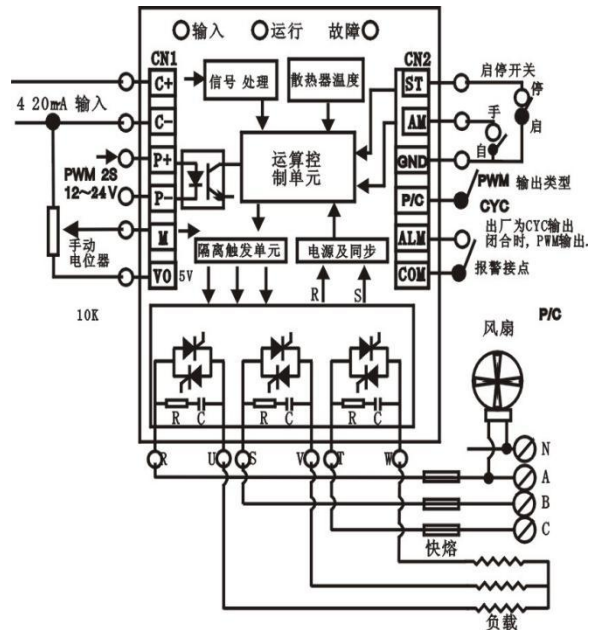 输入 运行 故障
CN1
CN2
C+
信号 处理
散热器温度
ST
启停开关
停
4 20mA 输入
C-
AM
手
启
运算控
制单元
P+
GND
自
PWM 2S
12～24V
P-
P/C
PWM 输出类型
CYC
M
手动
电位器
隔离触发单元
电源及同步
ALM
出厂为CYC输出
闭合时, PWM输出.
VO
5V
R
S
COM
报警接点
10K
P/C
风扇
R C
R C
R C
N
R
U
S
V
T
W
A
B
C
快熔
负载